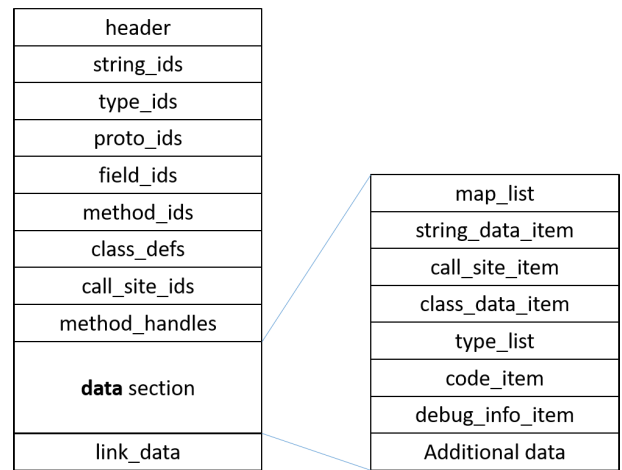 header
string_ids
type_ids
proto_ids
field_ids
method_ids
class_defs
call_site_ids
method_handles
data section
link_data
map_list
string_data_item
call_site_item
class_data_item
type_list
code_item
debug_info_item
Additional data